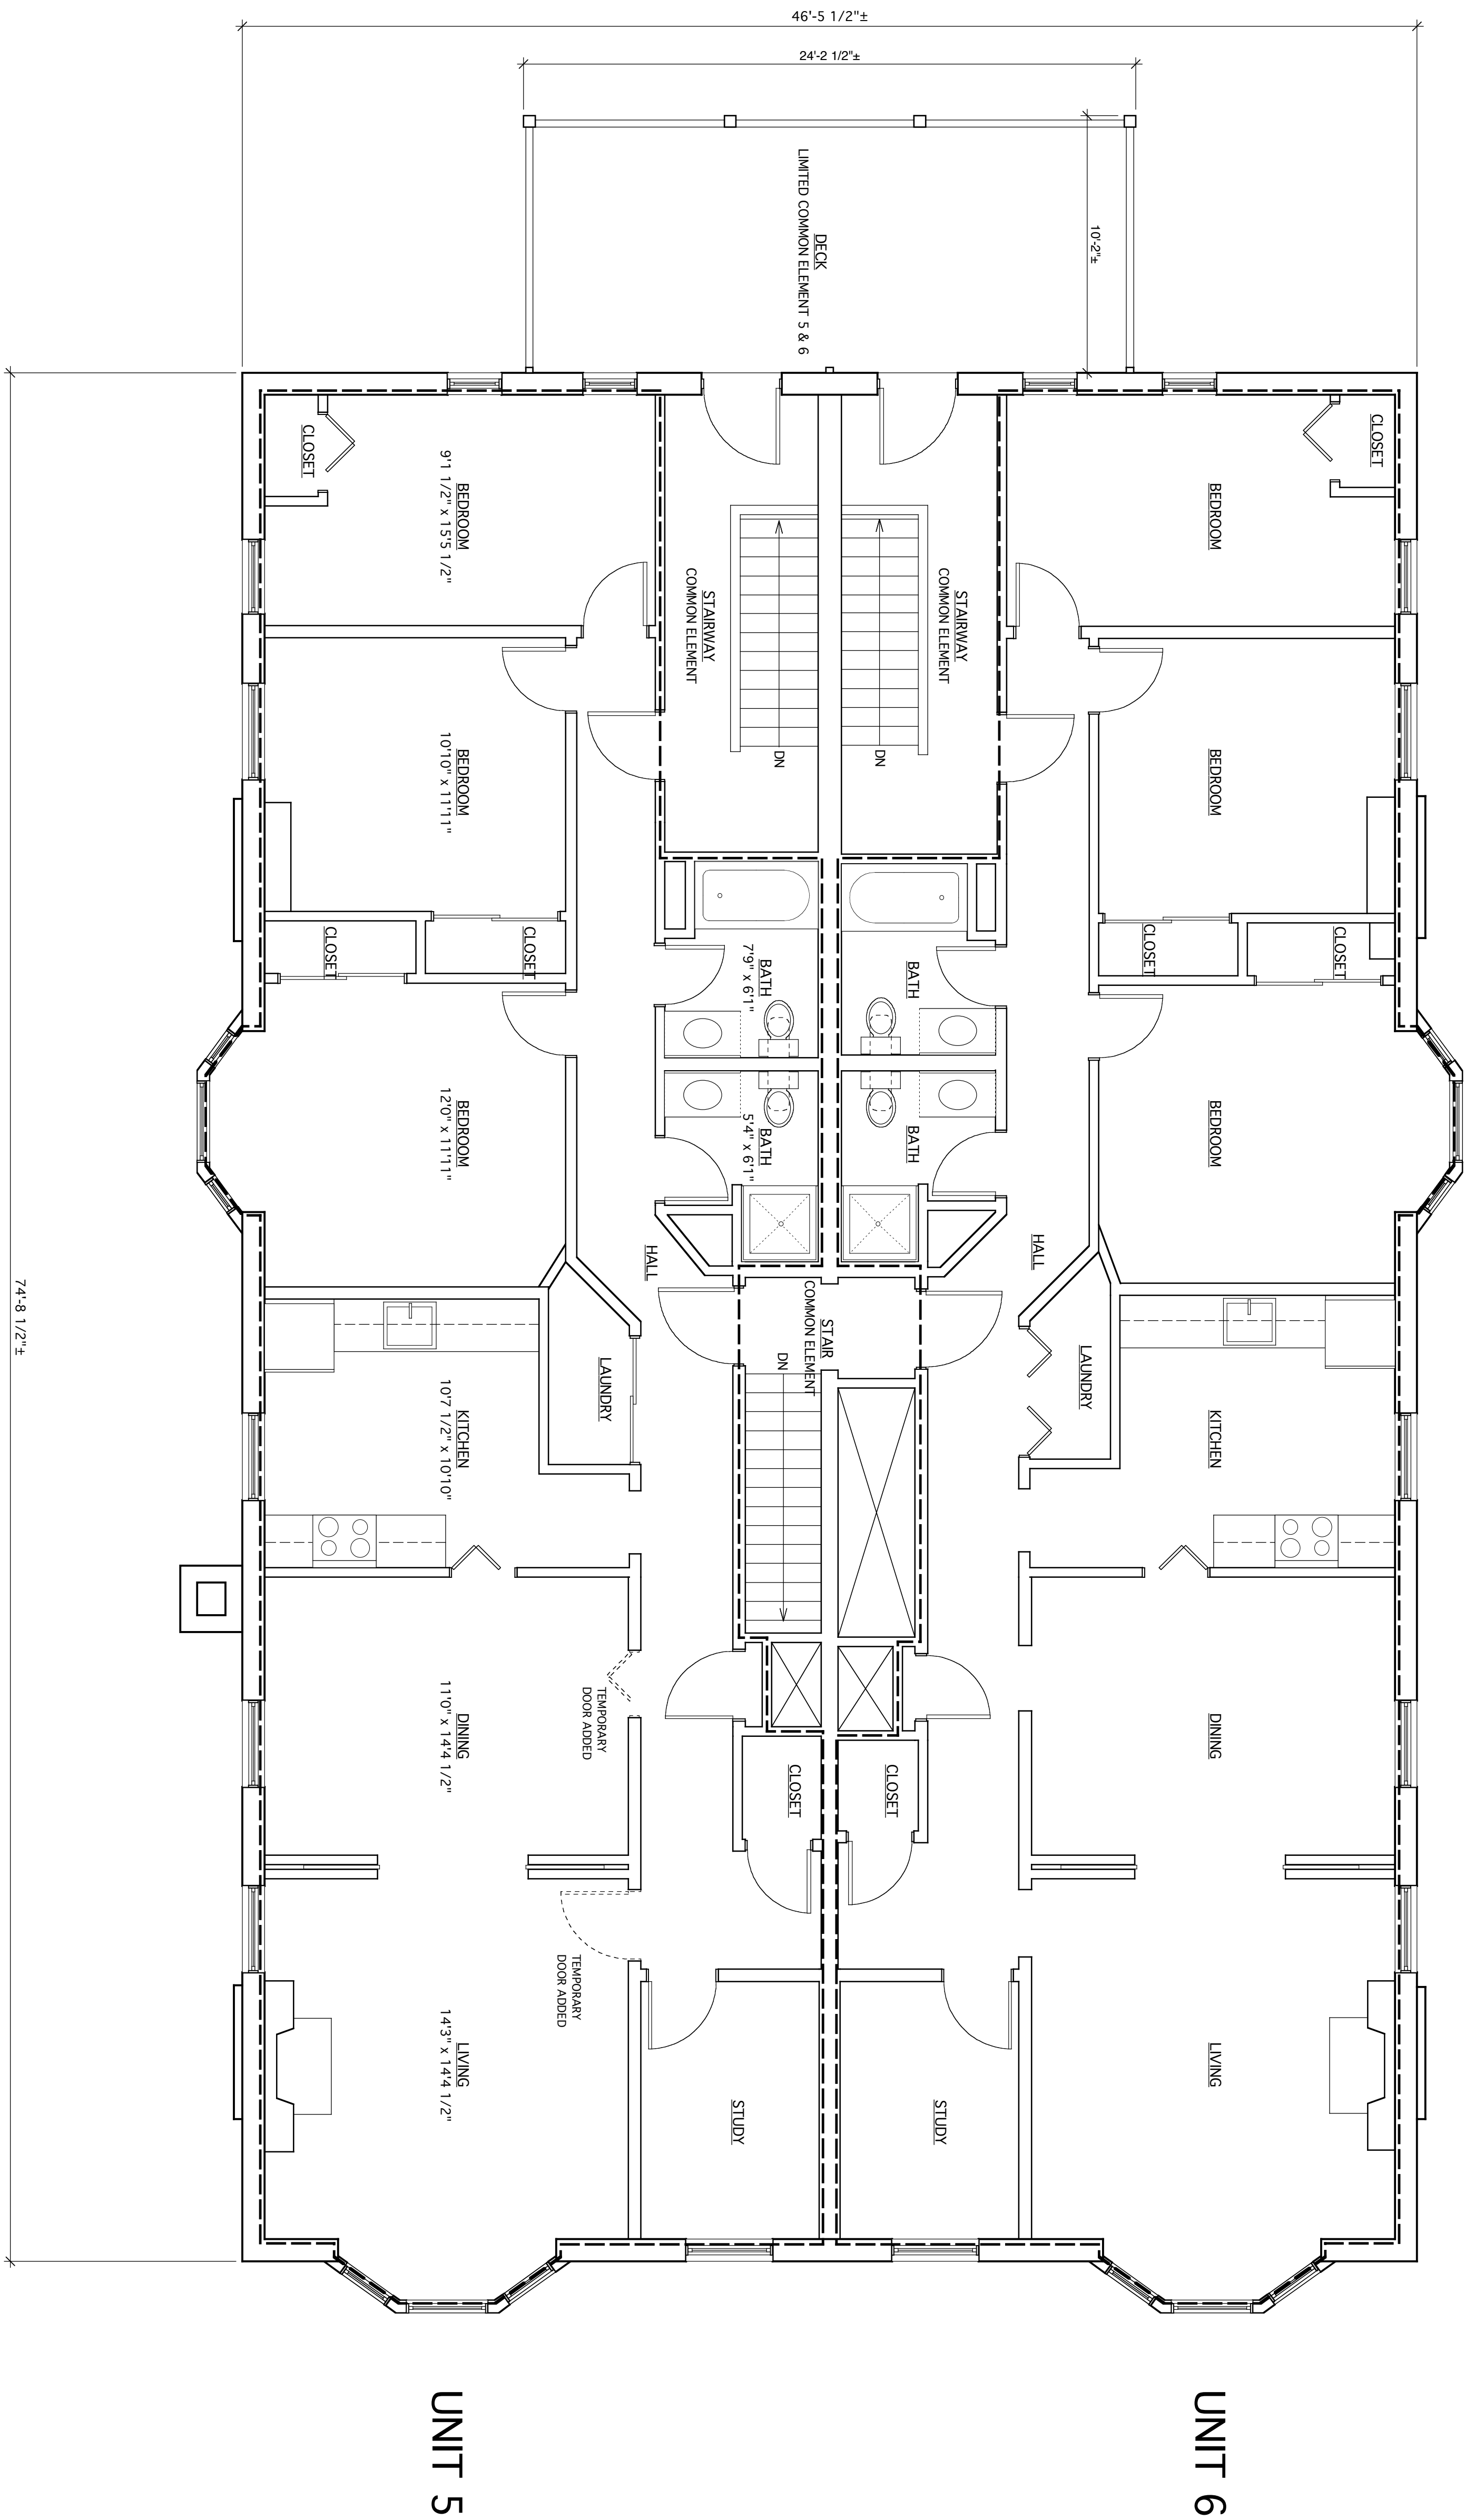 46'-5 1/2"±
24'-2 1/2"±
10'-2"±
DECK
LIMITED COMMON ELEMENT 5 & 6
CLOSET
BEDROOM
STAIRWAY
COMMON ELEMENT
DN
BEDROOM
CLOSET
CLOSET
BATH
BEDROOM
BATH
HALL
LAUNDRY
KITCHEN
DINING
CLOSET
LIVING
STUDY
UNIT 6
STAIR
COMMON ELEMENT
DN
CLOSET
BEDROOM
9'1 1/2" x 15'5 1/2"
STAIRWAY
COMMON ELEMENT
DN
BEDROOM
10'10" x 11'11"
CLOSET
CLOSET
BATH
7'9" x 6'1"
BEDROOM
12'0" x 11'11"
BATH
5'4" x 6'1"
HALL
LAUNDRY
KITCHEN
10'7 1/2" x 10'10"
DINING
11'0" x 14'4 1/2"
TEMPORARY
DOOR ADDED
CLOSET
TEMPORARY
DOOR ADDED
LIVING
14'3" x 14'4 1/2"
STUDY
UNIT 5
74'-8 1/2"±